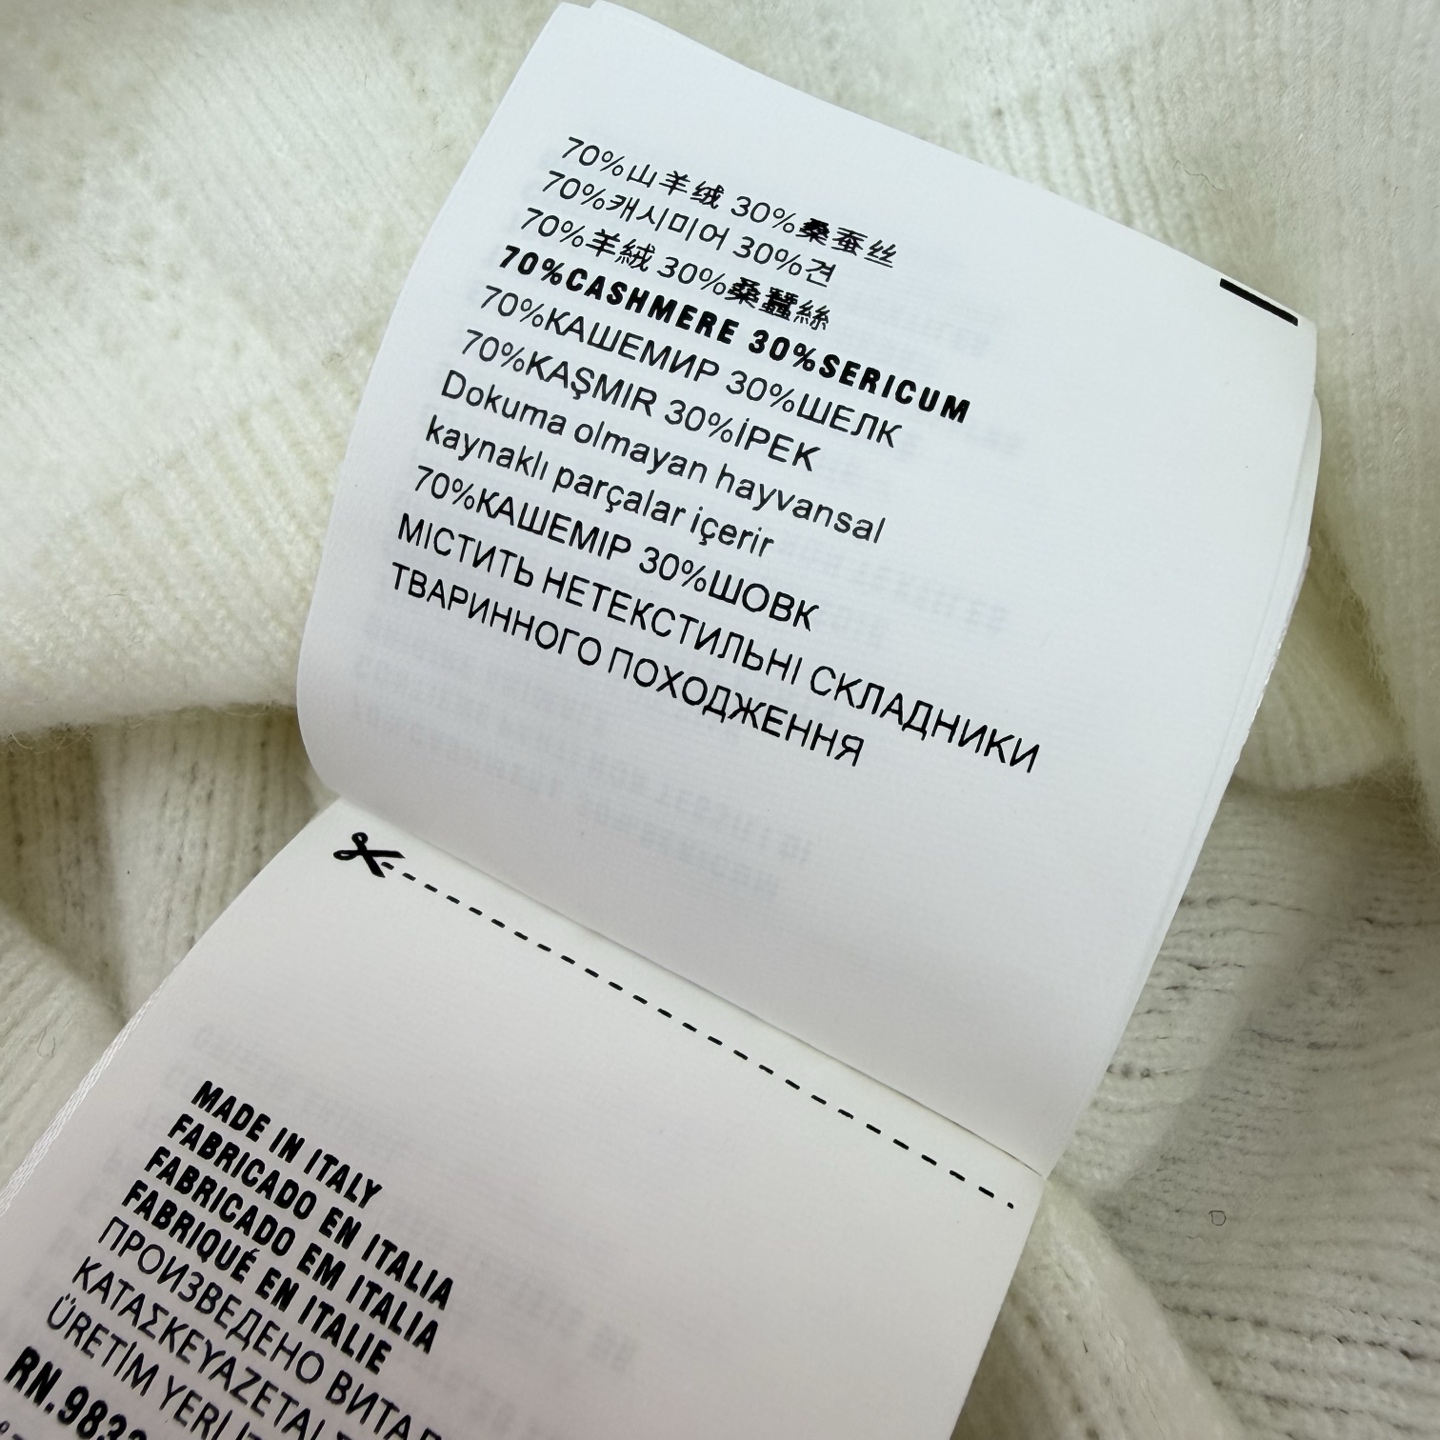 70%山羊绒 30%桑蚕丝
70%캐시미어 30%견
70%羊絨 30%桑蠶絲
70%CASHMERE 30%SERICUM
70%КАШЕМИР 30%ШЕЛК
70%KAŞMIR 30%İPEK
Dokuma olmayan hayvansal
kaynaklı parçalar içerir
70%КАШЕМІР 30%ШОВК
МІСТИТЬ НЕТЕКСТИЛЬНІ СКЛАДНИКИ
ТВАРИННОГО ПОХОДЖЕННЯ
MADE IN ITALY
FABRICADO EN ITALIA
FABRICADO EM ITALIA
FABRIQUÉ EN ITALIE
ПРОИЗВЕДЕНО
ÜRETİM YERİ